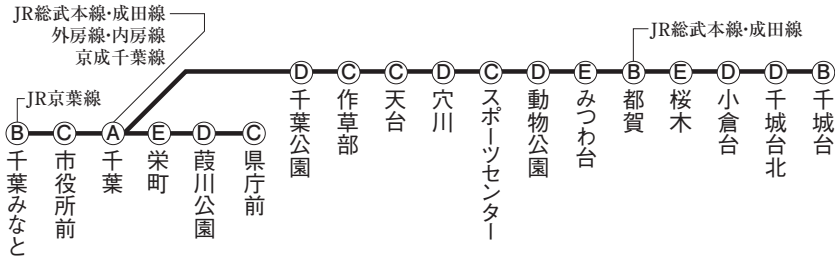 JR総武本線・成田線
外房線・内房線
京成千葉線
JR京葉線
JR総武本線・成田線
B 千葉みなと
C 市役所前
A 千葉
E 栄町
D 葭川公園
C 県庁前
D 千葉公園
C 作草部
C 天台
D 穴川
C スポーツセンター
D 動物公園
E みつわ台
B 都賀
E 桜木
D 小倉台
D 千城台北
B 千城台